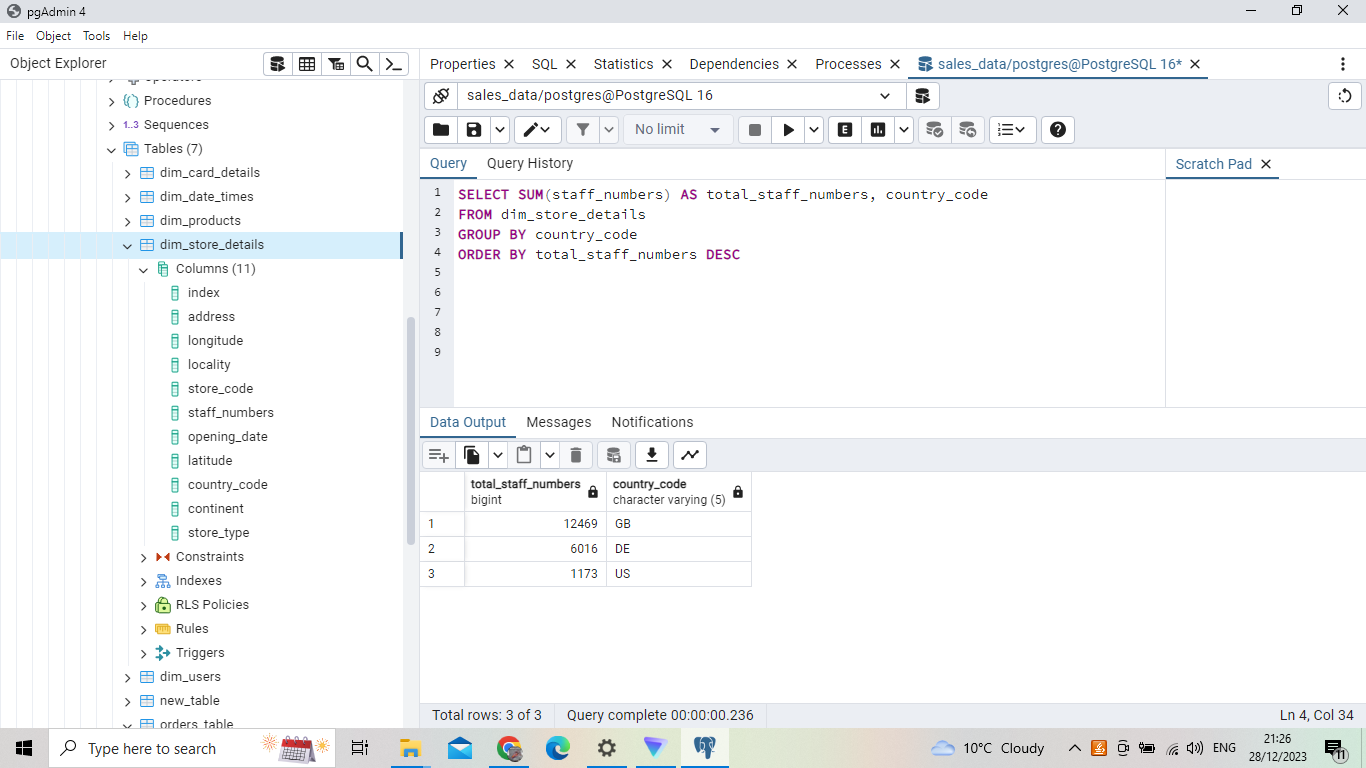 pgAdmin 4
File Object Tools Help
Object Explorer
Properties SQL Statistics Dependencies Processes sales_data/postgres@PostgreSQL 16*
sales_data/postgres@PostgreSQL 16
No limit
E
Query Query History
Scratch Pad
1 SELECT SUM(staff_numbers) AS total_staff_numbers, country_code
2 FROM dim_store_details
3 GROUP BY country_code
4 ORDER BY total_staff_numbers DESC
5
6
7
8
9
Operators
Procedures
1..3 Sequences
Tables (7)
dim_card_details
dim_date_times
dim_products
dim_store_details
Columns (11)
index
address
longitude
locality
store_code
staff_numbers
opening_date
latitude
country_code
continent
store_type
Constraints
Indexes
RLS Policies
Rules
Triggers
dim_users
new_table
orders_table
Data Output Messages Notifications
total_staff_numbers country_code
bigint character varying (5)
1 12469 GB
2 6016 DE
3 1173 US
Total rows: 3 of 3 Query complete 00:00:00.236 Ln 4, Col 34
Type here to search
10°C Cloudy
ENG
21:26
28/12/2023
11